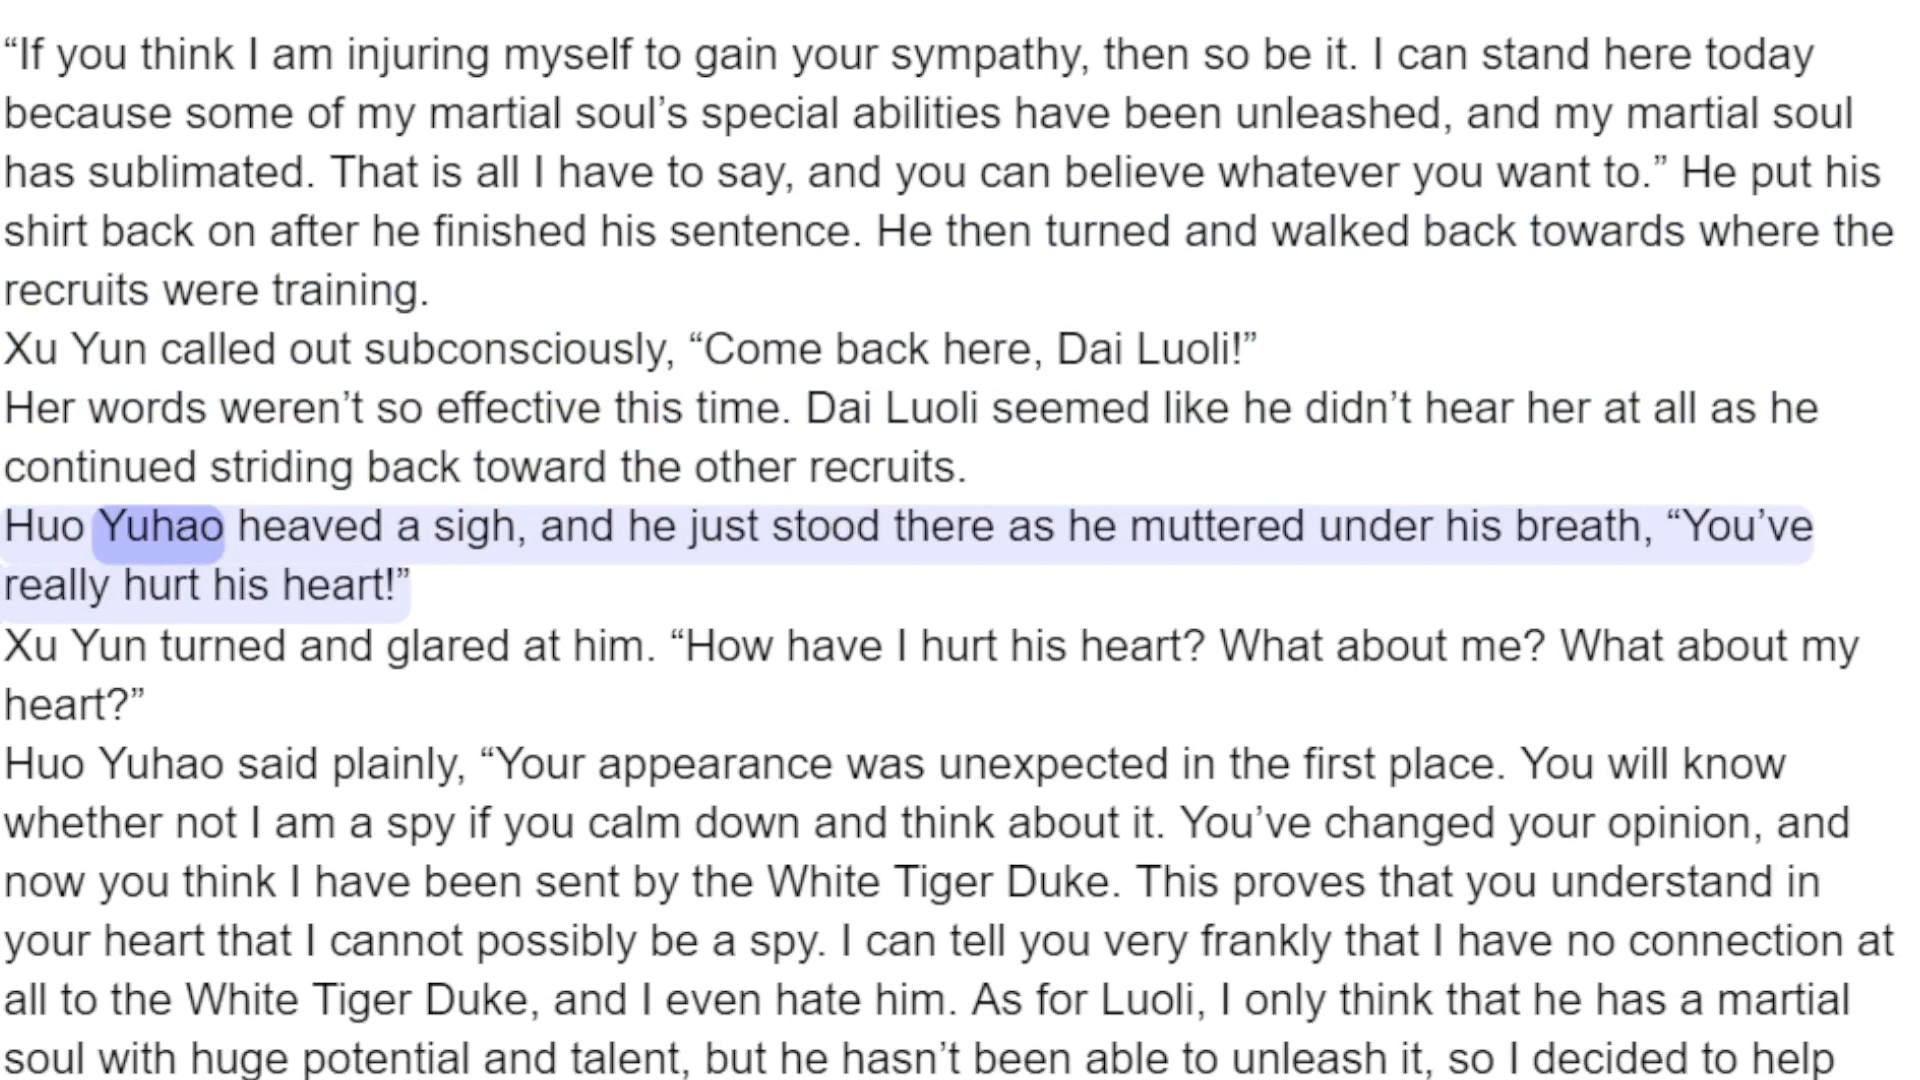 “If you think I am injuring myself to gain your sympathy, then so be it. I can stand here today
because some of my martial soul’s special abilities have been unleashed, and my martial soul
has sublimated. That is all I have to say, and you can believe whatever you want to.” He put his
shirt back on after he finished his sentence. He then turned and walked back towards where the
recruits were training.
Xu Yun called out subconsciously, “Come back here, Dai Luoli!”
Her words weren’t so effective this time. Dai Luoli seemed like he didn’t hear her at all as he
continued striding back toward the other recruits.
Huo Yuhao heaved a sigh, and he just stood there as he muttered under his breath, “You’ve
really hurt his heart!”
Xu Yun turned and glared at him. “How have I hurt his heart? What about me? What about my
heart?”
Huo Yuhao said plainly, “Your appearance was unexpected in the first place. You will know
whether not I am a spy if you calm down and think about it. You’ve changed your opinion, and
now you think I have been sent by the White Tiger Duke. This proves that you understand in
your heart that I cannot possibly be a spy. I can tell you very frankly that I have no connection at
all to the White Tiger Duke, and I even hate him. As for Luoli, I only think that he has a martial
soul with huge potential and talent, but he hasn’t been able to unleash it, so I decided to help